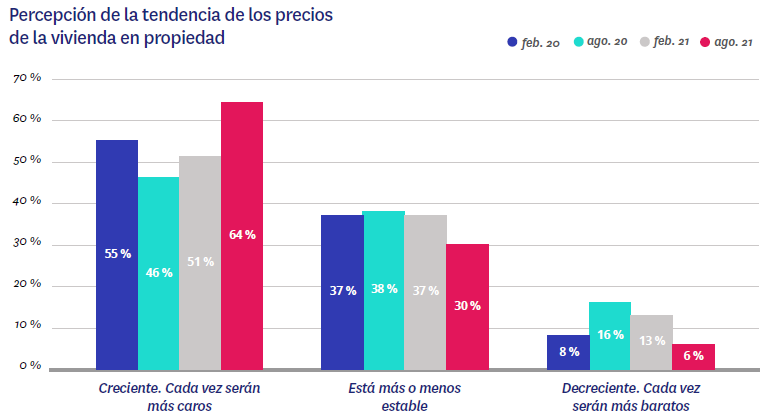 Percepción de la tendencia de los precios
de la vivienda en propiedad
feb. 20 ago. 20 feb. 21 ago. 21
70 %
60 %
50 %
40 %
30 %
20 %
10 %
0 %
55 % 46 % 51 % 64 %
37 % 38 % 37 % 30 %
8 % 16 % 13 % 6 %
Creciente. Cada vez serán
más caros
Está más o menos
estable
Decreciente. Cada vez
serán más baratos